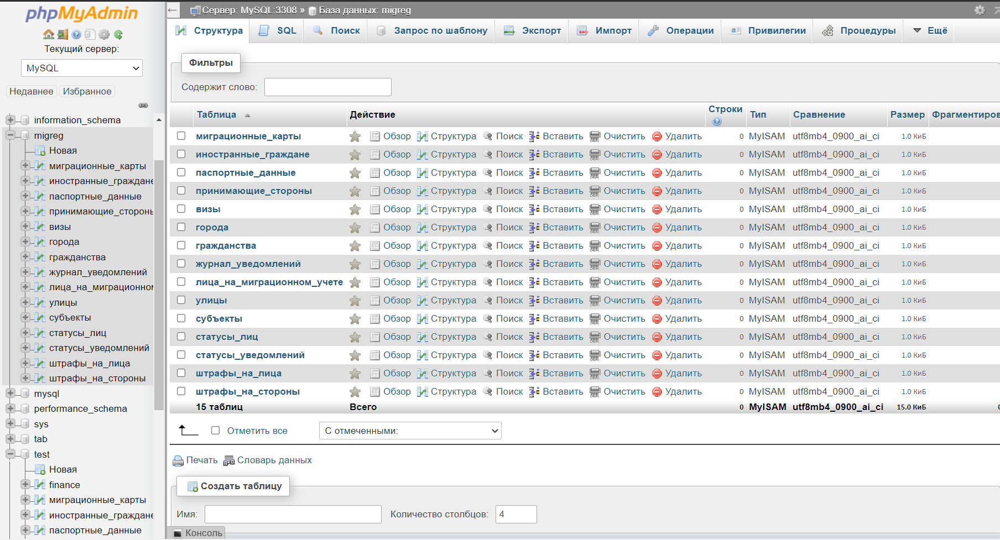 phpMyAdmin
Текущий сервер:
MySQL
Недавнее Избранное
information_schema
migreg
Новая
миграционные_карты
иностранные_граждане
паспортные_данные
принимающие_стороны
визы
города
гражданства
журнал_уведомлений
лица_на_миграционном
улицы
субъекты
статусы_лиц
статусы_уведомлений
штрафы_на_лица
штрафы_на_стороны
mysql
performance_schema
sys
tab
test
Новая
finance
миграционные_карты
иностранные_граждане
паспортные_данные
Сервер: MySQL:3308 » База данных: migreg
Структура SQL Поиск Запрос по шаблону Экспорт Импорт Операции Привилегии Процедуры Ещё
Фильтры
Содержит слово:
Таблица Действие Строки Тип Сравнение Размер Фрагментиров
миграционные_карты Обзор Структура Поиск Вставить Очистить Удалить 0 MyISAM utf8mb4_0900_ai_ci 1.0 КиБ
иностранные_граждане Обзор Структура Поиск Вставить Очистить Удалить 0 MyISAM utf8mb4_0900_ai_ci 1.0 КиБ
паспортные_данные Обзор Структура Поиск Вставить Очистить Удалить 0 MyISAM utf8mb4_0900_ai_ci 1.0 КиБ
принимающие_стороны Обзор Структура Поиск Вставить Очистить Удалить 0 MyISAM utf8mb4_0900_ai_ci 1.0 КиБ
визы Обзор Структура Поиск Вставить Очистить Удалить 0 MyISAM utf8mb4_0900_ai_ci 1.0 КиБ
города Обзор Структура Поиск Вставить Очистить Удалить 0 MyISAM utf8mb4_0900_ai_ci 1.0 КиБ
гражданства Обзор Структура Поиск Вставить Очистить Удалить 0 MyISAM utf8mb4_0900_ai_ci 1.0 КиБ
журнал_уведомлений Обзор Структура Поиск Вставить Очистить Удалить 0 MyISAM utf8mb4_0900_ai_ci 1.0 КиБ
лица_на_миграционном_учете Обзор Структура Поиск Вставить Очистить Удалить 0 MyISAM utf8mb4_0900_ai_ci 1.0 КиБ
улицы Обзор Структура Поиск Вставить Очистить Удалить 0 MyISAM utf8mb4_0900_ai_ci 1.0 КиБ
субъекты Обзор Структура Поиск Вставить Очистить Удалить 0 MyISAM utf8mb4_0900_ai_ci 1.0 КиБ
статусы_лиц Обзор Структура Поиск Вставить Очистить Удалить 0 MyISAM utf8mb4_0900_ai_ci 1.0 КиБ
статусы_уведомлений Обзор Структура Поиск Вставить Очистить Удалить 0 MyISAM utf8mb4_0900_ai_ci 1.0 КиБ
штрафы_на_лица Обзор Структура Поиск Вставить Очистить Удалить 0 MyISAM utf8mb4_0900_ai_ci 1.0 КиБ
штрафы_на_стороны Обзор Структура Поиск Вставить Очистить Удалить 0 MyISAM utf8mb4_0900_ai_ci 1.0 КиБ
15 таблиц Всего 0 MyISAM utf8mb4_0900_ai_ci 15.0 КиБ
Отметить все С отмеченными:
Печать Словарь данных
Создать таблицу
Имя: Количество столбцов: 4
Консоль